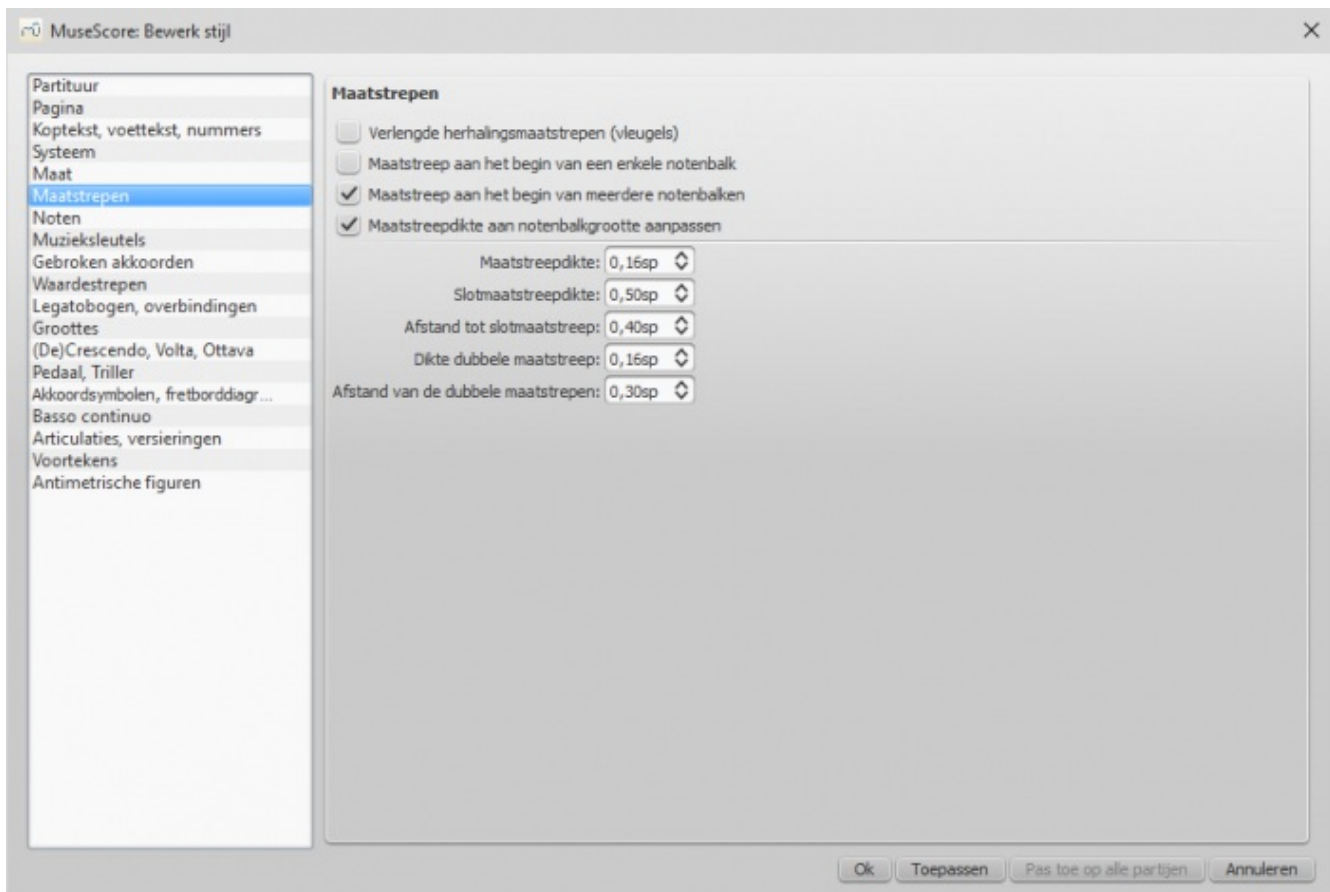 MuseScore: Bewerk stijl
Partituur
Pagina
Koptekst, voettekst, nummers
Systeem
Maat
Maatstrepen
Noten
Muzieksleutels
Gebroken akkoorden
Waardestrepen
Legatobogen, overbindingen
Groottes
(De)Crescendo, Volta, Ottava
Pedaal, Triller
Akkoordsymbolen, fretborddiagr...
Basso continuo
Articulaties, versieringen
Voortekens
Antimetrische figuren
Maatstrepen
Verlengde herhalingsmaatstrepen (vleugels)
Maatstreep aan het begin van een enkele notenbalk
Maatstreep aan het begin van meerdere notenbalken
Maatstreepdikte aan notenbalkgrootte aanpassen
Maatstreepdikte: 0,16sp
Slotmaatstreepdikte: 0,50sp
Afstand tot slotmaatstreep: 0,40sp
Dikte dubbele maatstreep: 0,16sp
Afstand van de dubbele maatstrepen: 0,30sp
Ok Toepassen Pas toe op alle partijen Annuleren